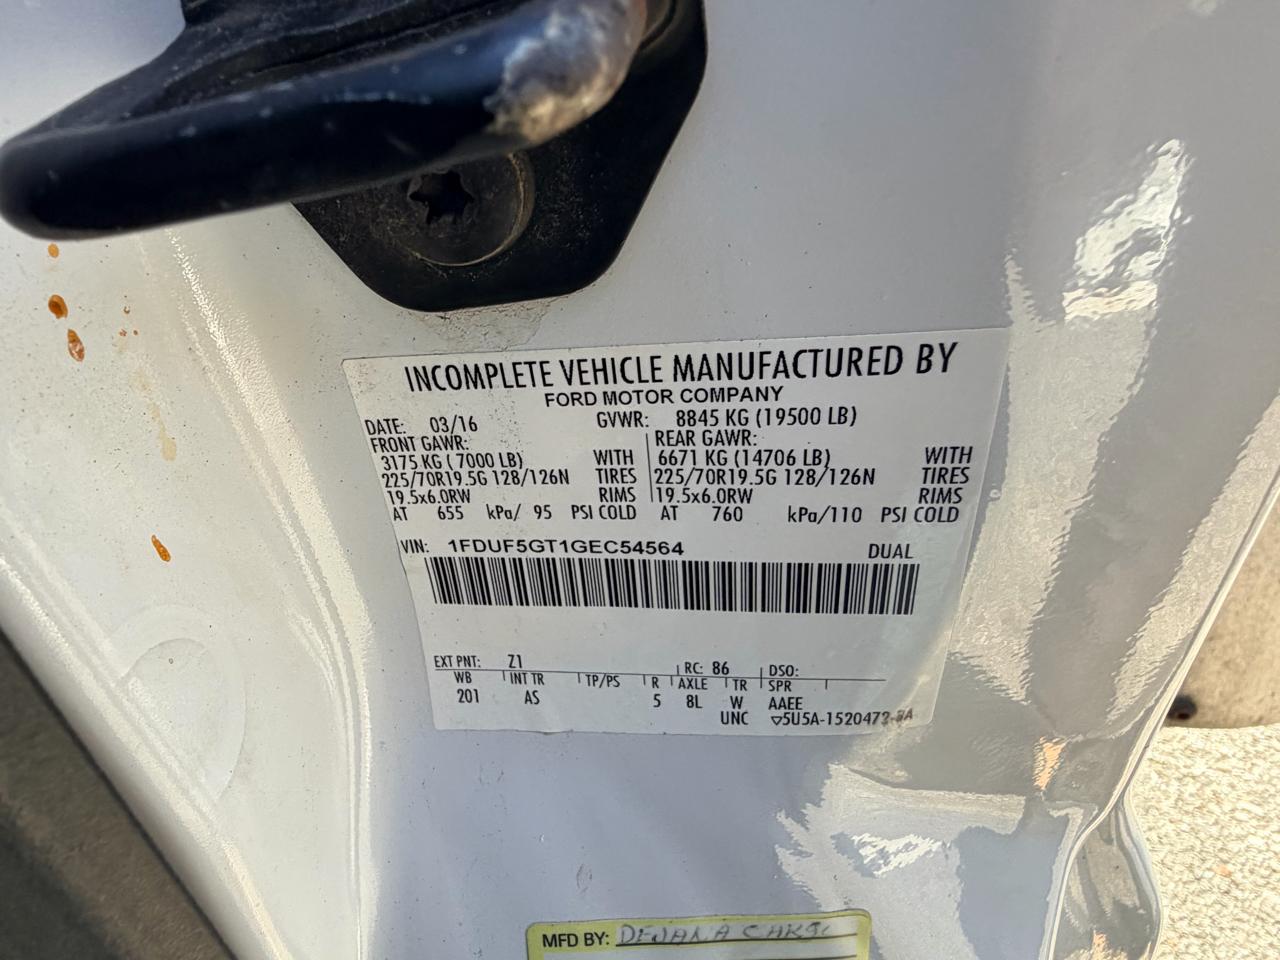 INCOMPLETE VEHICLE MANUFACTURED BY
FORD MOTOR COMPANY
DATE: 03/16 GVWR: 8845 KG (19500 LB)
FRONT GAWR: REAR GAWR:
3175 KG (7000 LB) WITH 6671 KG (14706 LB) WITH
225/70R19.5G 128/126N TIRES 225/70R19.5G 128/126N TIRES
19.5x6.0RW RIMS 19.5x6.0RW RIMS
AT 655 kPa/ 95 PSI COLD AT 760 kPa/110 PSI COLD
VIN: 1FDUF5GT1GEC54564 DUAL
EXT PNT: Z1 RC: 86 DSO:
WB INT TR TP/PS R AXLE TR SPR
201 AS 5 8L W AAEE
UNC ▽5U5A-1520472-
MFD BY: DEJANA